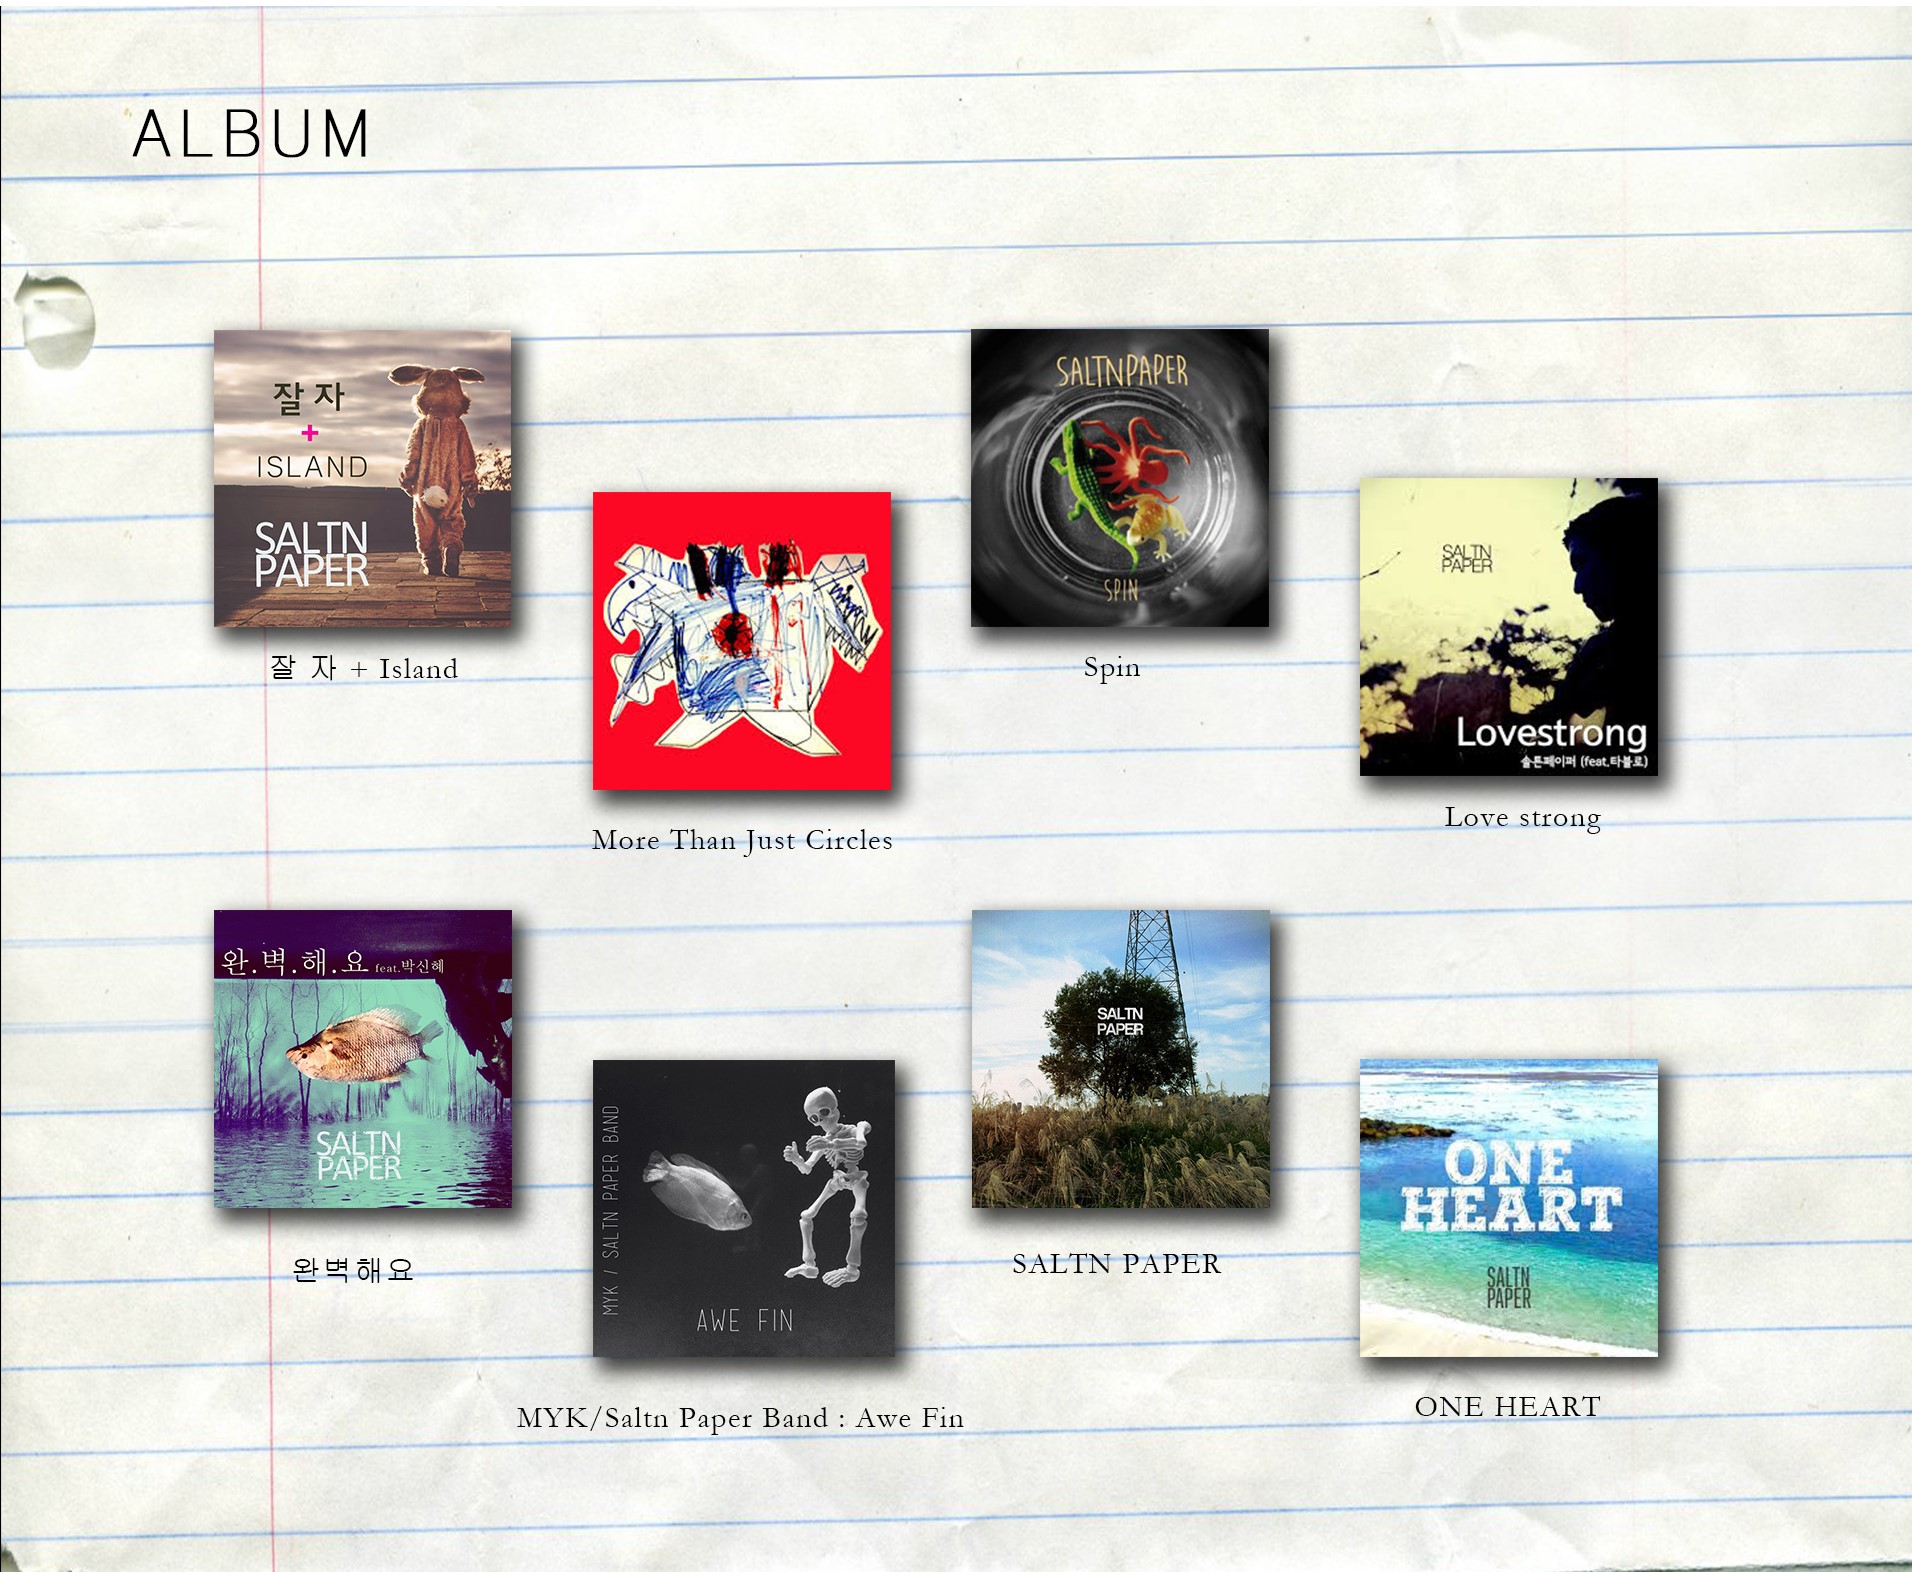 ALBUM
잘 자
+
ISLAND
SALTN
PAPER
잘 자 + Island
More Than Just Circles
SALTNPAPER
SPIN
Spin
SALTN
PAPER
Lovestrong
솔튼페이퍼 (feat.타블로)
Love strong
완.벽.해.요 feat.박신혜
SALTN
PAPER
완벽해요
MYK / SALTN PAPER BAND
AWE FIN
MYK/Saltn Paper Band : Awe Fin
SALTN
PAPER
SALTN PAPER
ONE
HEART
SALTN
PAPER
ONE HEART